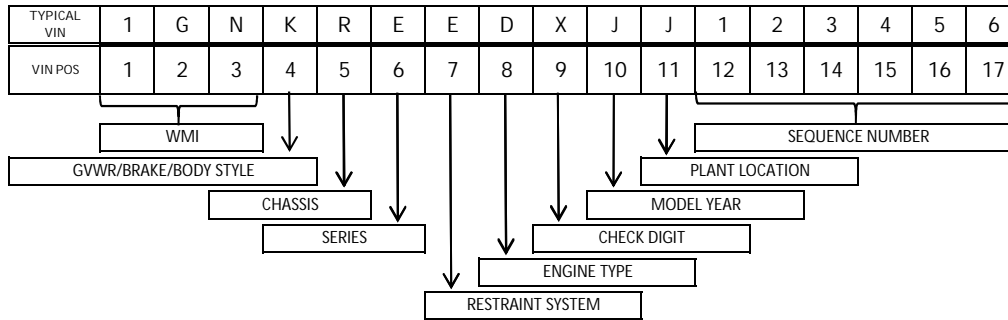 TYPICAL VIN 1 G N K R E E D X J J 1 2 3 4 5 6
VIN POS 1 2 3 4 5 6 7 8 9 10 11 12 13 14 15 16 17
WMI SEQUENCE NUMBER
GVWR/BRAKE/BODY STYLE PLANT LOCATION
CHASSIS MODEL YEAR
SERIES CHECK DIGIT
ENGINE TYPE
RESTRAINT SYSTEM